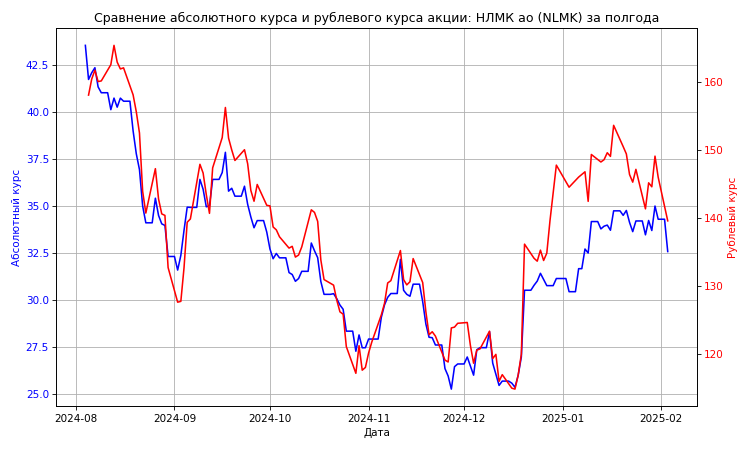 Сравнение абсолютного курса и рублевого курса акции: НЛМК ао (NLMK) за полгода
42.5
40.0
37.5
35.0
32.5
30.0
27.5
25.0
Абсолютный курс
160
150
140
130
120
Рублевый курс
2024-08 2024-09 2024-10 2024-11 2024-12 2025-01 2025-02
Дата